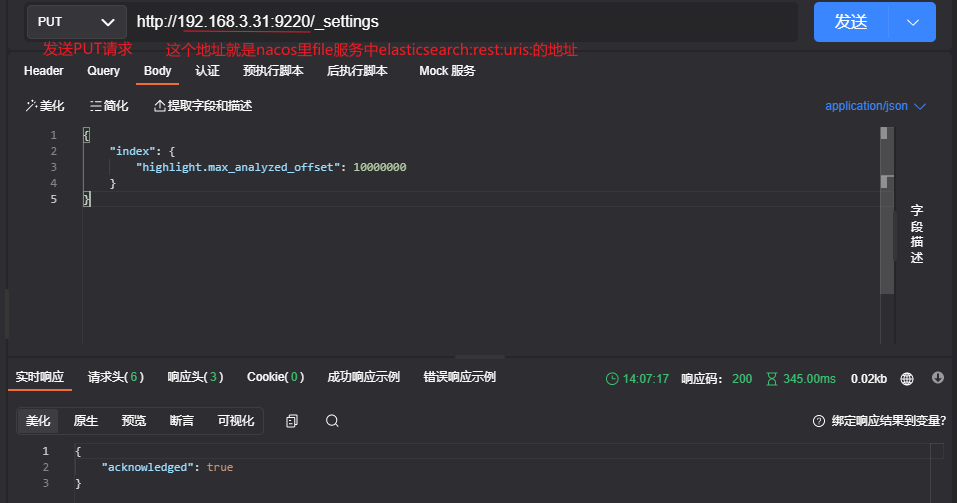 PUT http://192.168.3.31:9220/_settings 发送
发送PUT请求 这个地址就是nacos里file服务中elasticsearch:rest:uris:的地址
Header Query Body 认证 预执行脚本 后执行脚本 Mock 服务
美化 简化 提取字段和描述 application/json
1 {
2 "index": {
3 "highlight.max_analyzed_offset": 10000000
4 }
5 }
字段描述
实时响应 请求头(6) 响应头(3) Cookie(0) 成功响应示例 错误响应示例 14:07:17 响应码: 200 345.00ms 0.02kb
美化 原生 预览 断言 可视化 绑定响应结果到变量?
1 {
2 "acknowledged": true
3 }